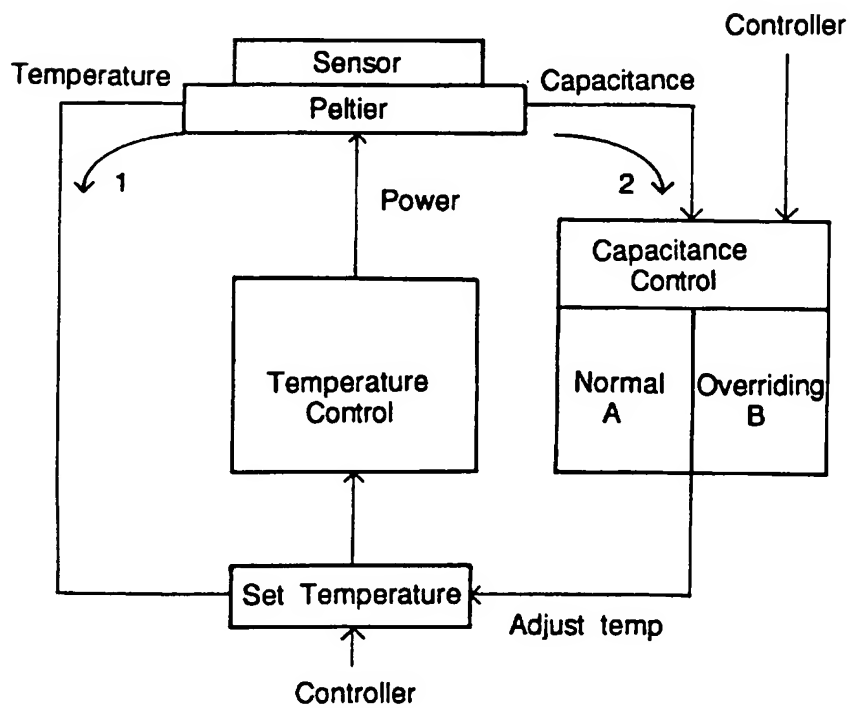 Controller
Sensor
Temperature
Capacitance
Peltier
1
2
Power
Capacitance
Control
Temperature
Control
Normal
A
Overriding
B
Set Temperature
Adjust temp
Controller